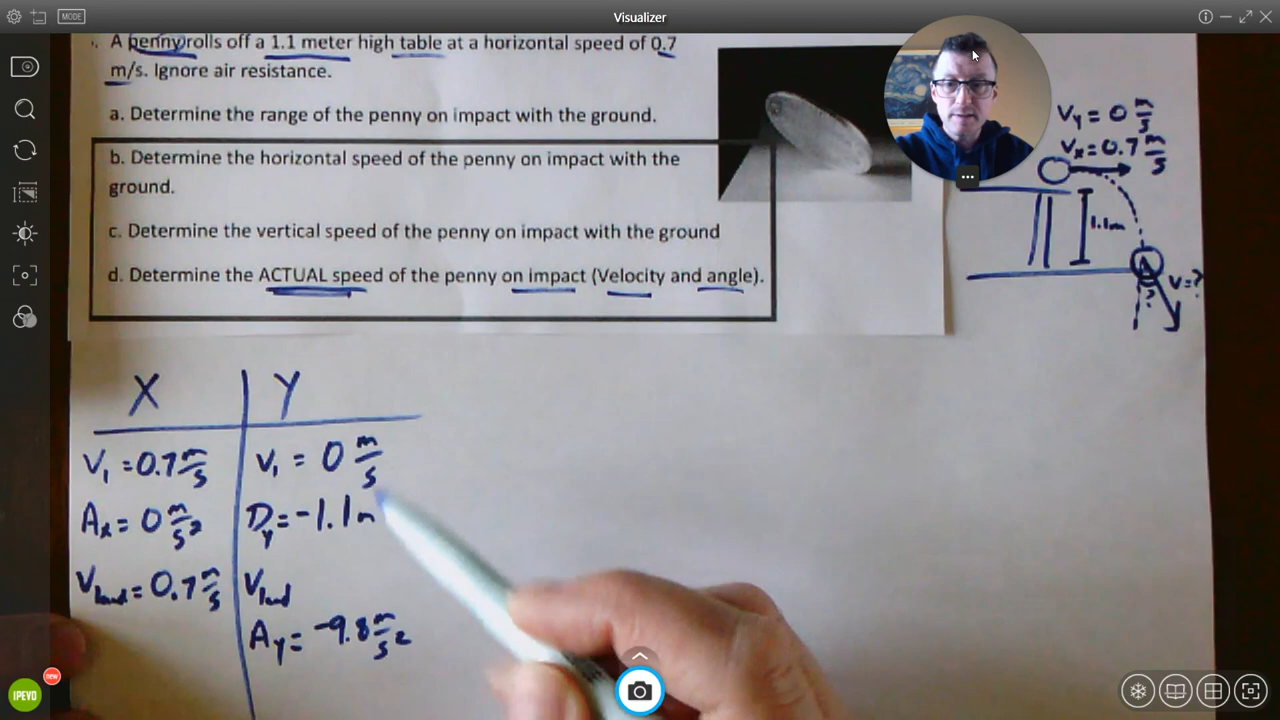 MODE
Visualizer
A penny rolls off a 1.1 meter high table at a horizontal speed of 0.7
m/s. Ignore air resistance.
a. Determine the range of the penny on impact with the ground.
b. Determine the horizontal speed of the penny on impact with the
ground.
c. Determine the vertical speed of the penny on impact with the ground
d. Determine the ACTUAL speed of the penny on impact (Velocity and angle).
Vy = 0 m/s
Vx = 0.7 m/s
1.1m
V=?
?
X Y
V1 = 0.7 m/s V1 = 0 m/s
Ax = 0 m/s2 Dy = -1.1m
Vland = 0.7 m/s Vland
Ay = -9.8 m/s2
new
IPEVO